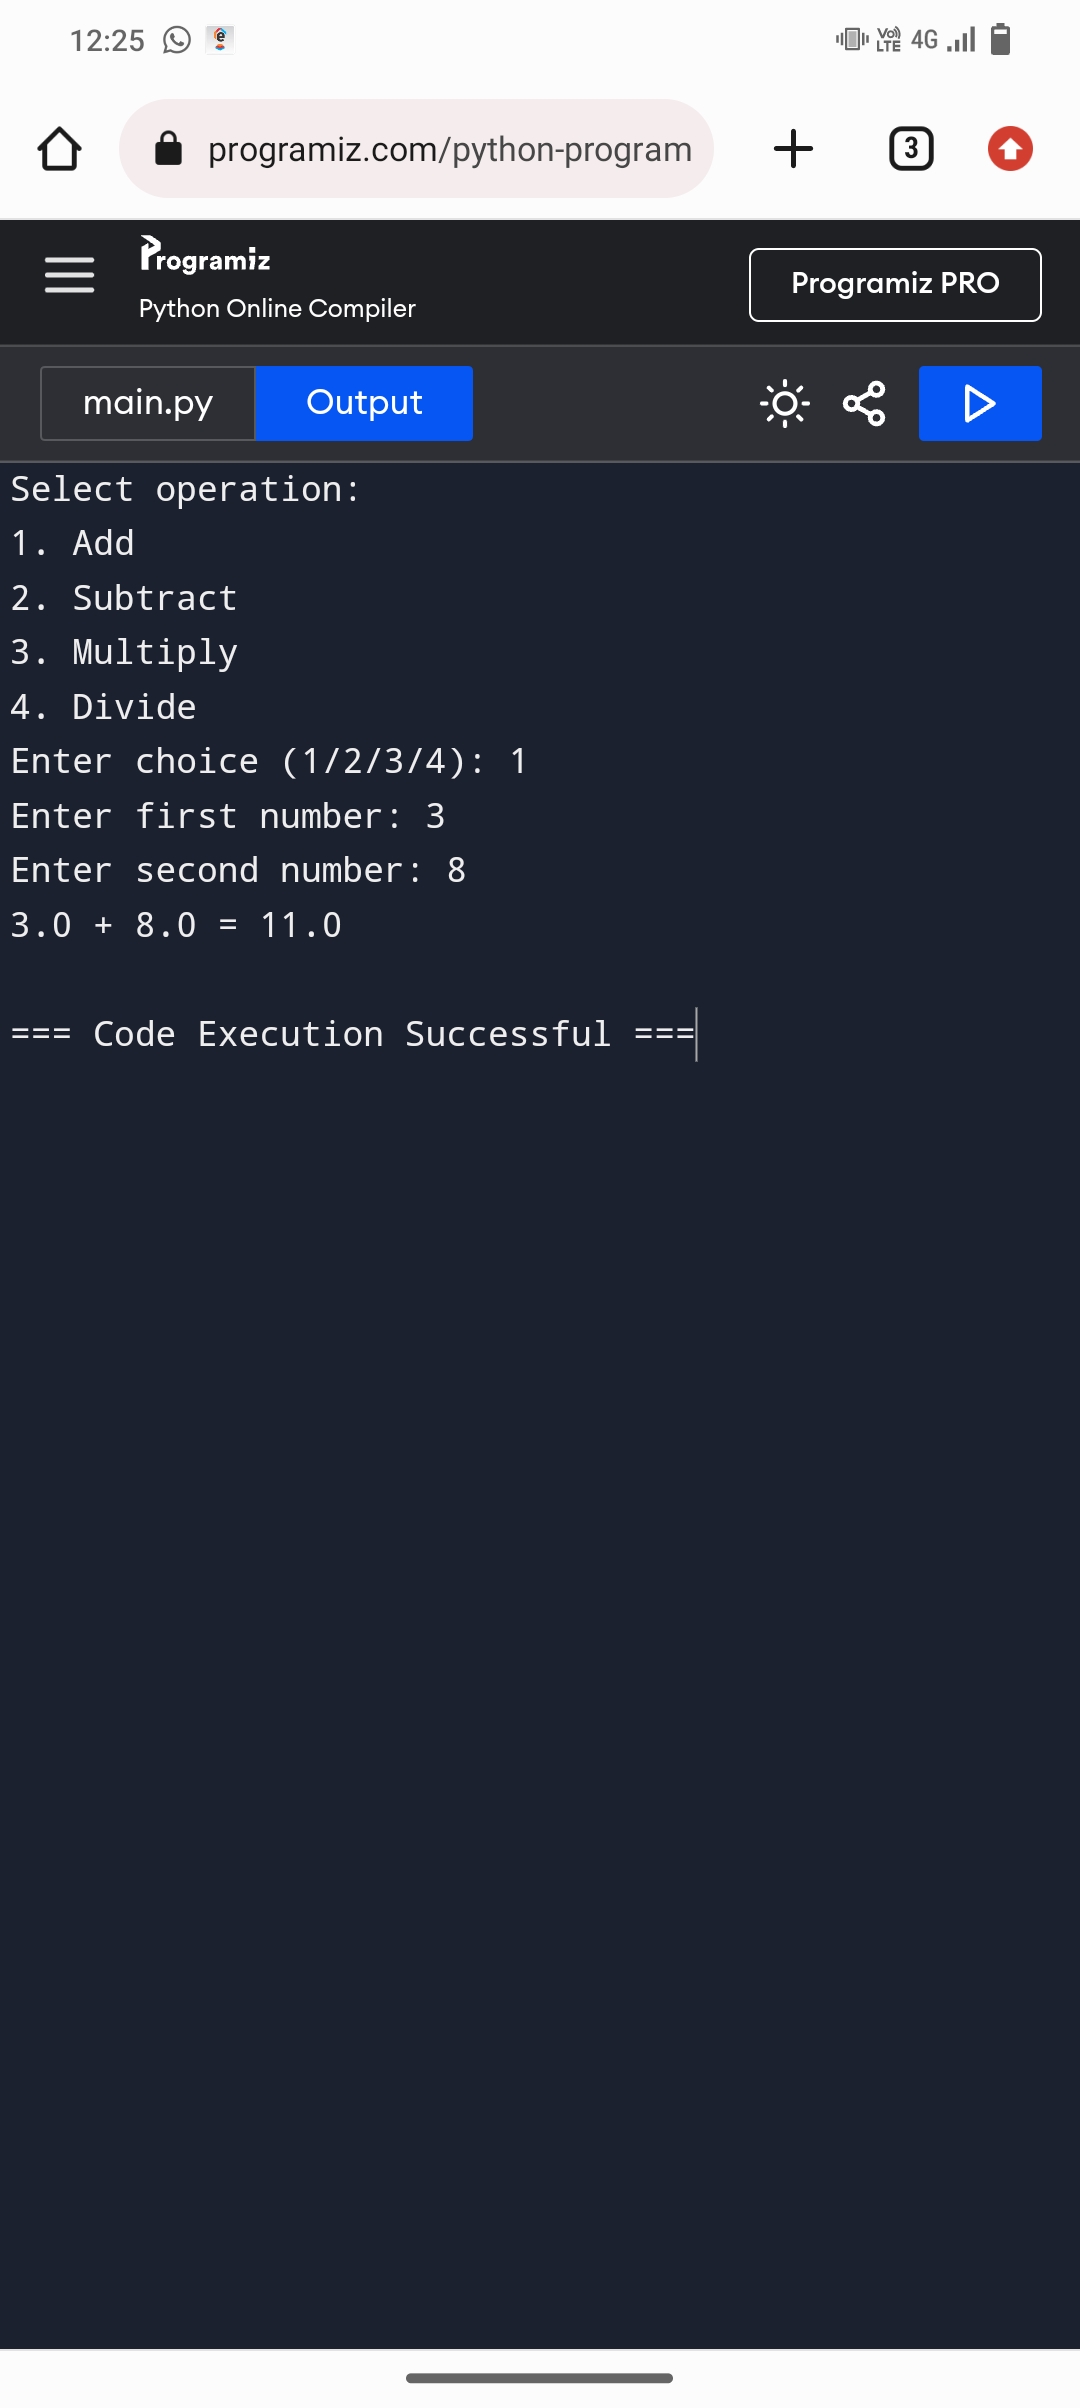 12:25
Vo)) LTE 4G
programiz.com/python-program
3
Programiz
Python Online Compiler
Programiz PRO
main.py
Output
Select operation:
1. Add
2. Subtract
3. Multiply
4. Divide
Enter choice (1/2/3/4): 1
Enter first number: 3
Enter second number: 8
3.0 + 8.0 = 11.0
=== Code Execution Successful ===